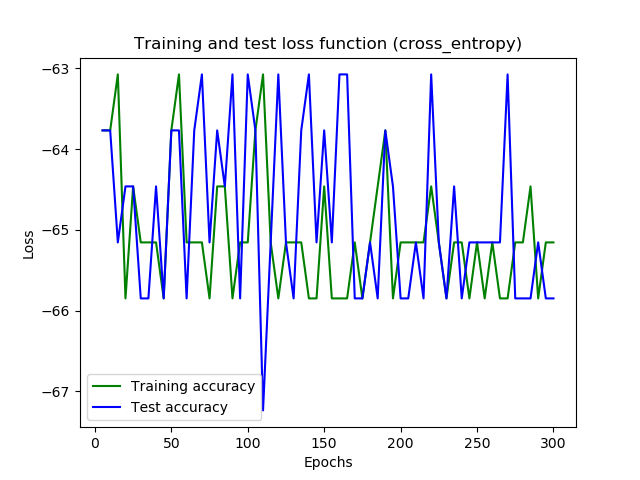 Training and test loss function (cross_entropy)
−63
−64
−65
−66
−67
Loss
Training accuracy
Test accuracy
0 50 100 150 200 250 300
Epochs